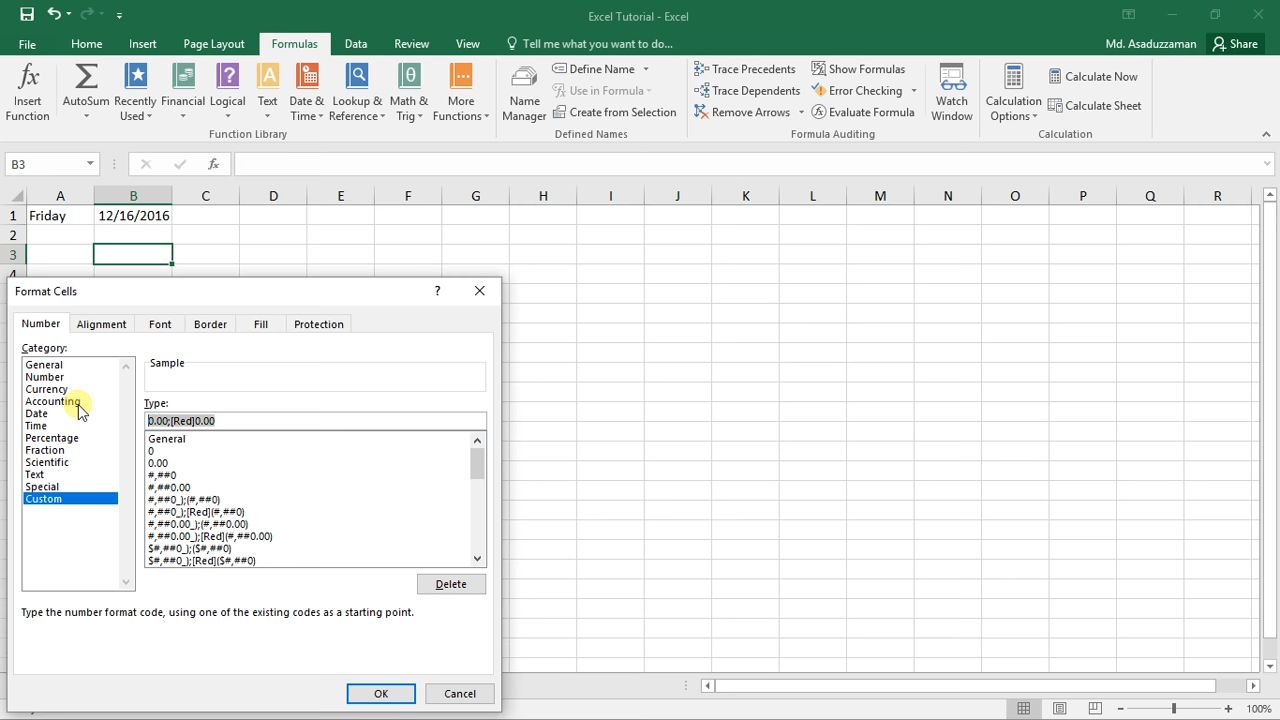 Excel Tutorial - Excel
File Home Insert Page Layout Formulas Data Review View Tell me what you want to do... Md. Asaduzzaman Share
Insert Function AutoSum Recently Used Financial Logical Text Date & Time Lookup & Reference Math & Trig More Functions
Function Library
Name Manager
Define Name
Use in Formula
Create from Selection
Defined Names
Trace Precedents
Trace Dependents
Remove Arrows
Show Formulas
Error Checking
Evaluate Formula
Formula Auditing
Watch Window
Calculation Options
Calculate Now
Calculate Sheet
Calculation
B3 fx
A B C D E F G H I J K L M N O P Q R
1 Friday 12/16/2016
2
3
4
Format Cells ?
Number Alignment Font Border Fill Protection
Category:
General
Number
Currency
Accounting
Date
Time
Percentage
Fraction
Scientific
Text
Special
Custom
Sample
Type:
0.00;[Red]0.00
General
0
0.00
#,##0
#,##0.00
#,##0_);(#,##0)
#,##0_);[Red](#,##0)
#,##0.00_);(#,##0.00)
#,##0.00_);[Red](#,##0.00)
$#,##0_);($#,##0)
$#,##0_);[Red]($#,##0)
Delete
Type the number format code, using one of the existing codes as a starting point.
OK Cancel
100%